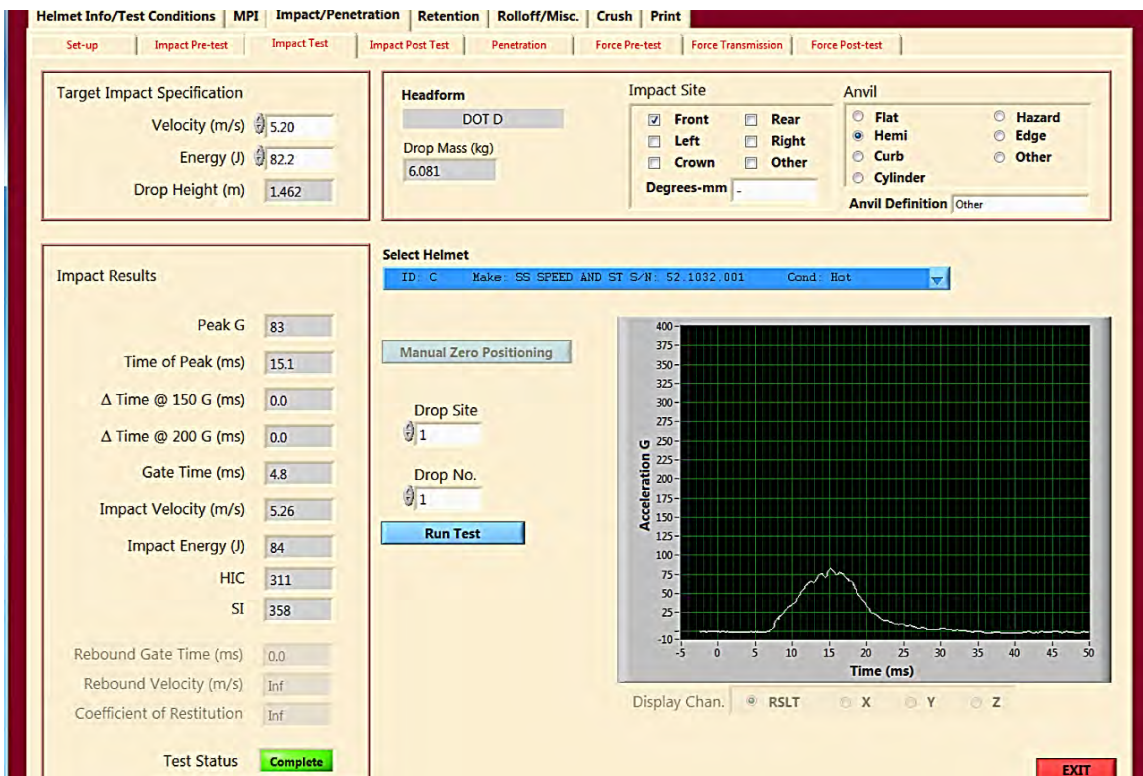 Helmet Info/Test Conditions MPI Impact/Penetration Retention Rolloff/Misc. Crush Print
Set-up Impact Pre-test Impact Test Impact Post Test Penetration Force Pre-test Force Transmission Force Post-test
Target Impact Specification
Velocity (m/s) 5.20
Energy (J) 82.2
Drop Height (m) 1.462
Headform
DOT D
Drop Mass (kg)
6.081
Impact Site
Front Rear
Left Right
Crown Other
Degrees-mm -
Anvil
Flat Hazard
Hemi Edge
Curb Other
Cylinder
Anvil Definition Other
Impact Results
Peak G 83
Time of Peak (ms) 15.1
Δ Time @ 150 G (ms) 0.0
Δ Time @ 200 G (ms) 0.0
Gate Time (ms) 4.8
Impact Velocity (m/s) 5.26
Impact Energy (J) 84
HIC 311
SI 358
Rebound Gate Time (ms) 0.0
Rebound Velocity (m/s) Inf
Coefficient of Restitution Inf
Test Status Complete
Select Helmet
ID: C Make: SS SPEED AND ST S/N: 52.1032.001 Cond: Hot
Manual Zero Positioning
Drop Site
1
Drop No.
1
Run Test
Acceleration G
400
375
350
325
300
275
250
225
200
175
150
125
100
75
50
25
-10
-5 0 5 10 15 20 25 30 35 40 45 50
Time (ms)
Display Chan. RSLT X Y Z
EXIT